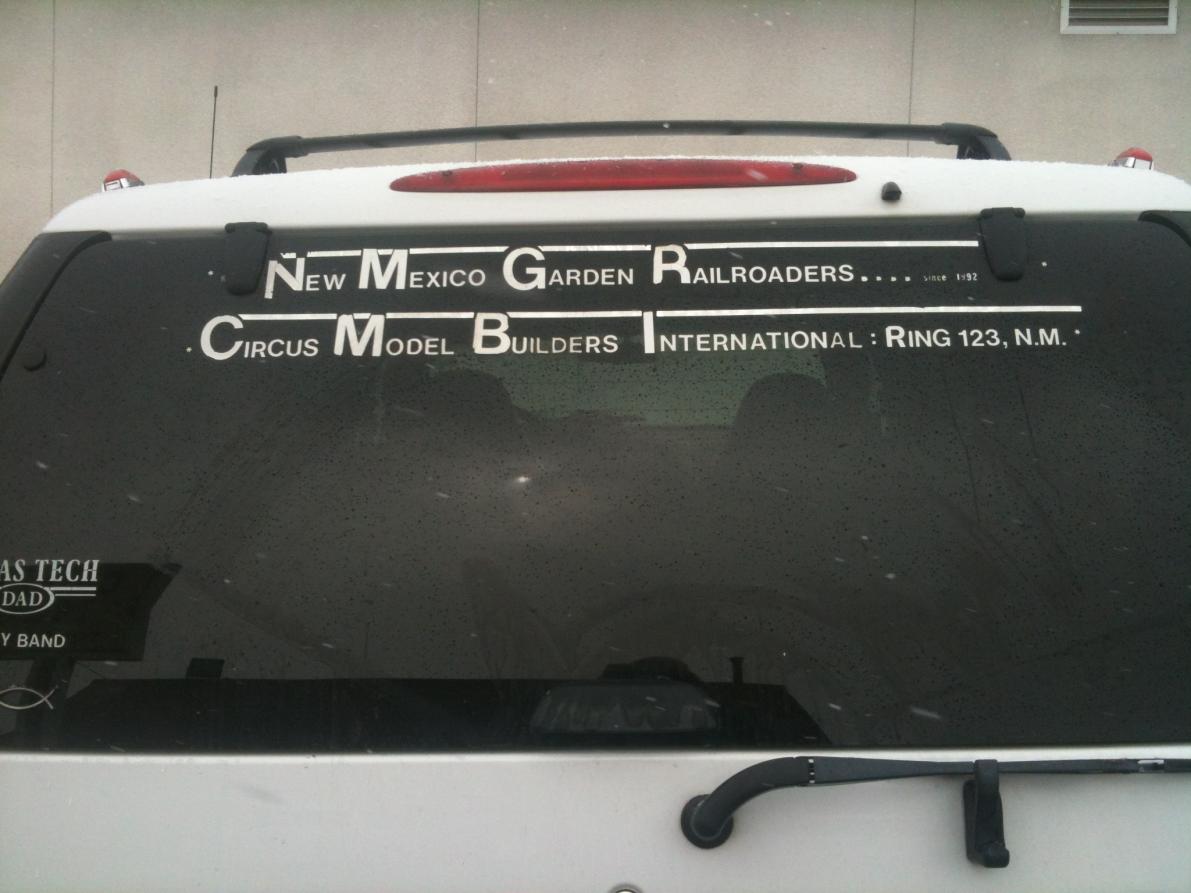 New Mexico Garden Railroaders.... since 1992
Circus Model Builders International : Ring 123, N.M.
AS TECH
DAD
Y BAND